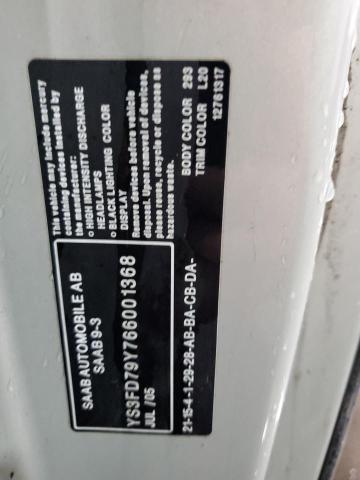 This vehicle may include mercury
containing devices installed by
the manufacturer:
o HIGH INTENSITY DISCHARGE
HEADLAMPS
o BLACK LIGHTING COLOR
DISPLAY
Remove devices before vehicle
disposal. Upon removal of devices,
please reuse, recycle or dispose as
hazardous waste.
BODY COLOR 293
TRIM COLOR L20
12761317
SAAB AUTOMOBILE AB
SAAB 9-3
YS3FD79Y766001368
JUL /05
21-15-4-1-29-28-AB-BA-CB-DA-